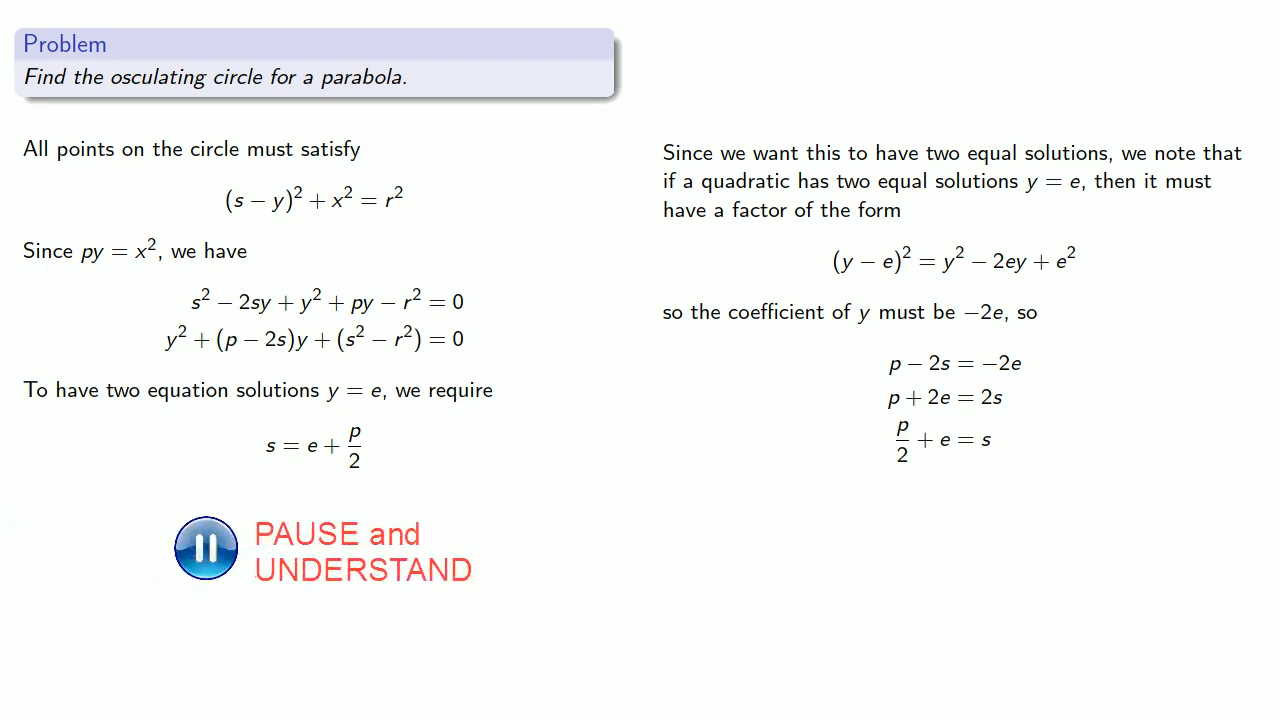 Problem
Find the osculating circle for a parabola.
All points on the circle must satisfy
(s − y)² + x² = r²
Since py = x², we have
s² − 2sy + y² + py − r² = 0
y² + (p − 2s)y + (s² − r²) = 0
To have two equation solutions y = e, we require
s = e + p/2
PAUSE and
UNDERSTAND
Since we want this to have two equal solutions, we note that
if a quadratic has two equal solutions y = e, then it must
have a factor of the form
(y − e)² = y² − 2ey + e²
so the coefficient of y must be −2e, so
p − 2s = −2e
p + 2e = 2s
p/2 + e = s